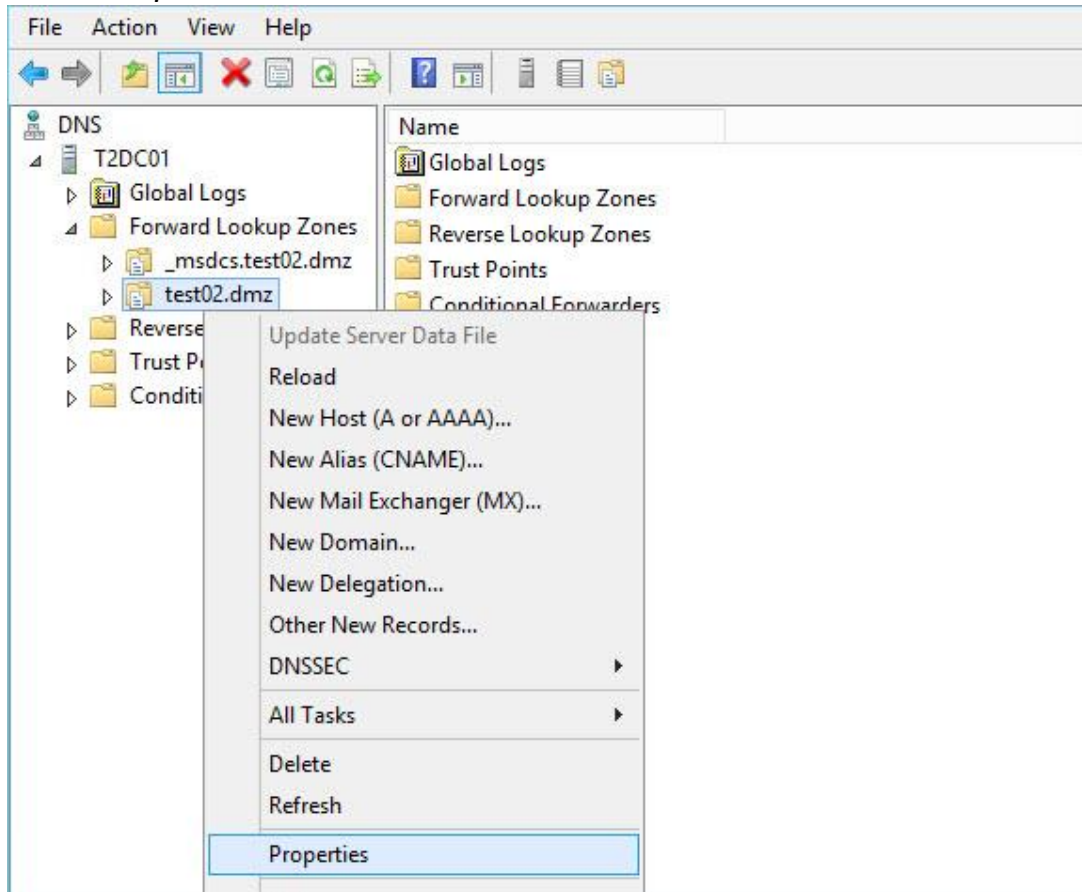 File Action View Help
DNS
T2DC01
Global Logs
Forward Lookup Zones
_msdcs.test02.dmz
test02.dmz
Reverse
Trust
Conditi
Name
Global Logs
Forward Lookup Zones
Reverse Lookup Zones
Trust Points
Conditional Forwarders
Update Server Data File
Reload
New Host (A or AAAA)...
New Alias (CNAME)...
New Mail Exchanger (MX)...
New Domain...
New Delegation...
Other New Records...
DNSSEC
All Tasks
Delete
Refresh
Properties